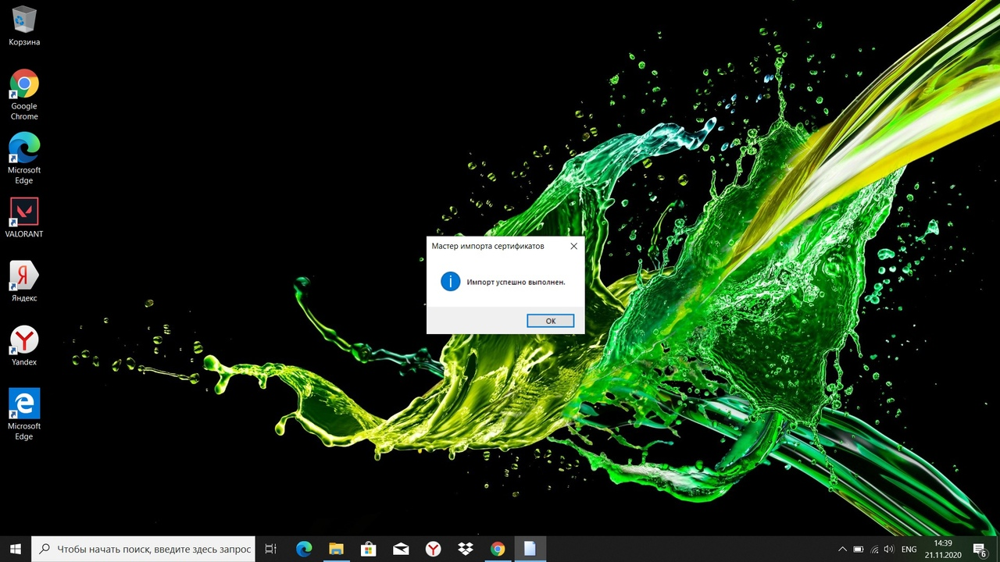 Корзина
Google
Chrome
Microsoft
Edge
VALORANT
Яндекс
Yandex
Microsoft
Edge
Мастер импорта сертификатов
Импорт успешно выполнен.
ОК
Чтобы начать поиск, введите здесь запрос
ENG
14:39
21.11.2020
6